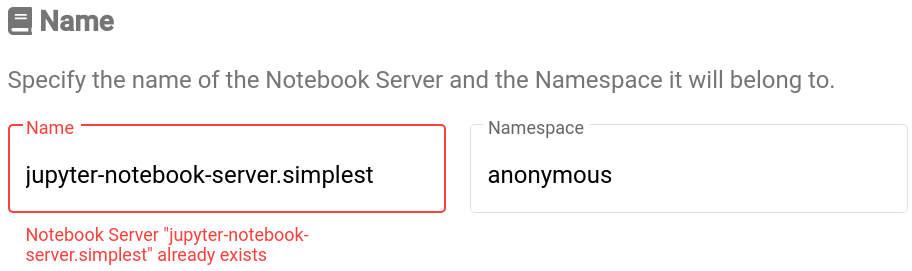 Name
Specify the name of the Notebook Server and the Namespace it will belong to.
Name
jupyter-notebook-server.simplest
Namespace
anonymous
Notebook Server "jupyter-notebook-
server.simplest" already exists